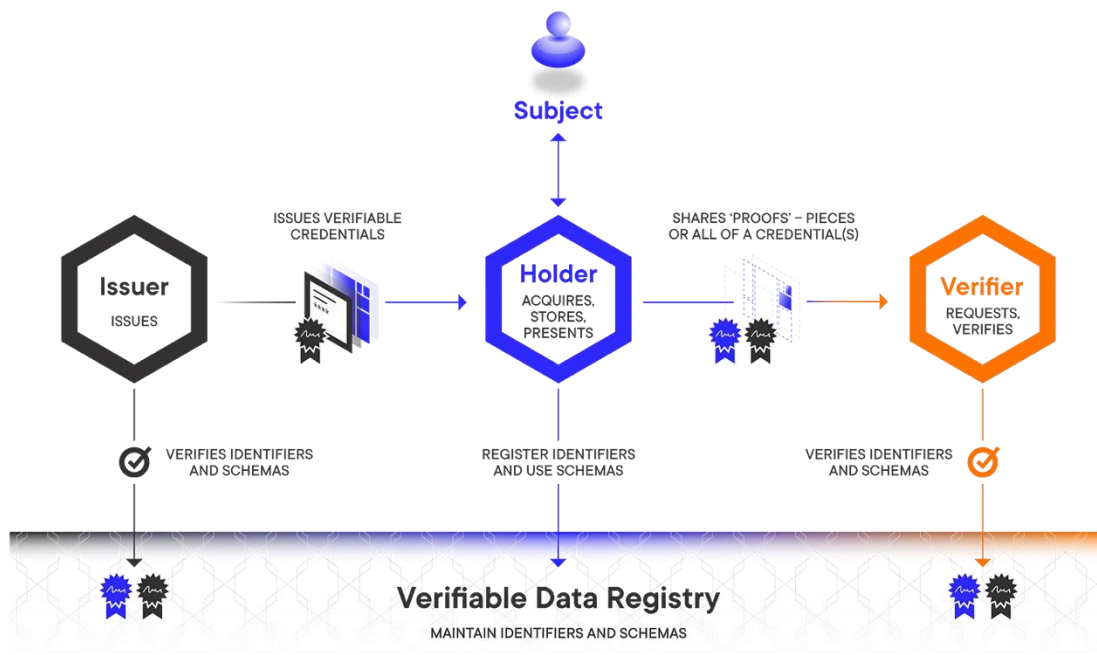 Subject
ISSUES VERIFIABLE
CREDENTIALS
SHARES ‘PROOFS’ – PIECES
OR ALL OF A CREDENTIAL(S)
Issuer
ISSUES
Holder
ACQUIRES,
STORES,
PRESENTS
Verifier
REQUESTS,
VERIFIES
VERIFIES IDENTIFIERS
AND SCHEMAS
REGISTER IDENTIFIERS
AND USE SCHEMAS
VERIFIES IDENTIFIERS
AND SCHEMAS
Verifiable Data Registry
MAINTAIN IDENTIFIERS AND SCHEMAS